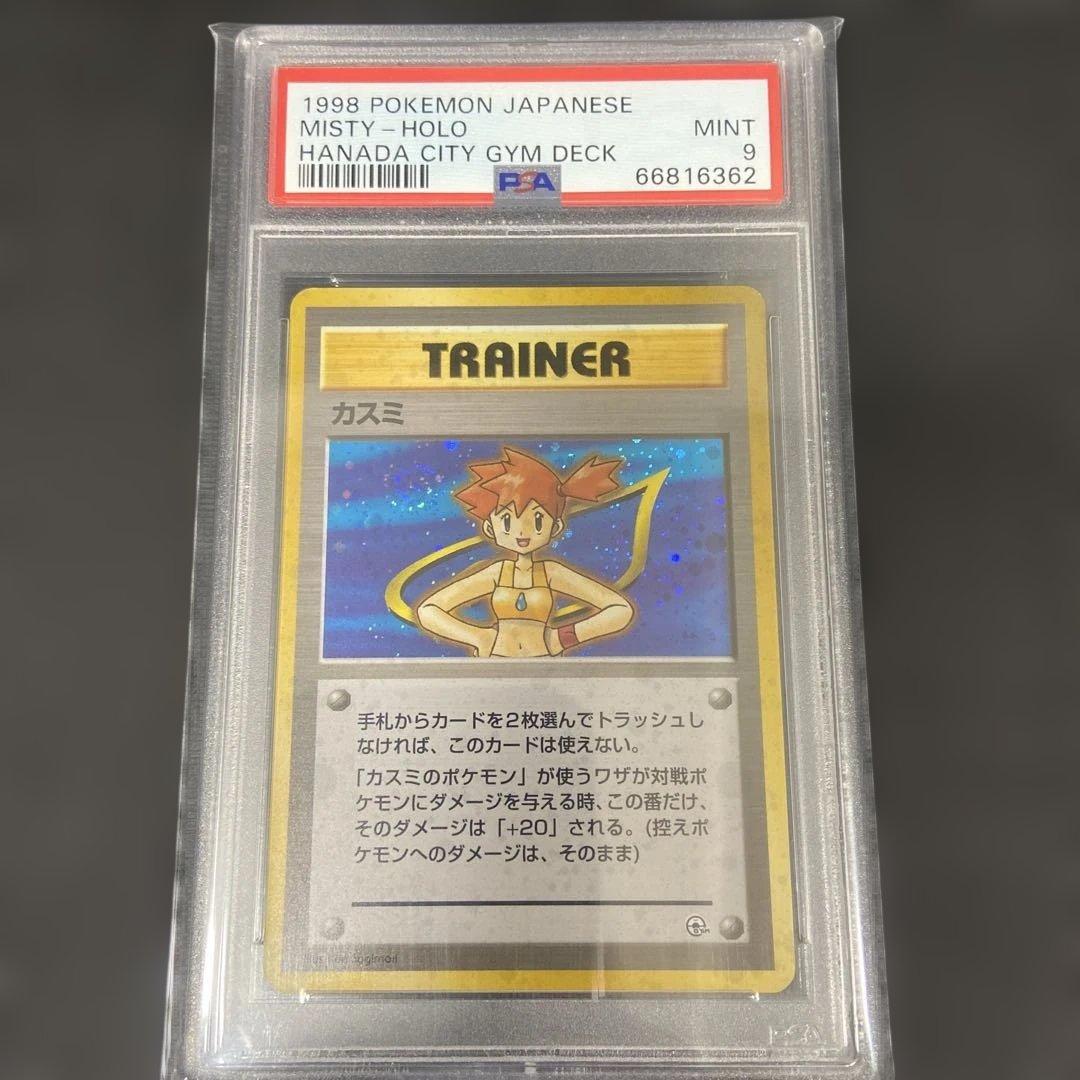 1998 POKEMON JAPANESE
MISTY - HOLO MINT
HANADA CITY GYM DECK 9
PSA 66816362
TRAINER
カスミ
手札からカードを2枚選んでトラッシュし
なければ、このカードは使えない。
「カスミのポケモン」が使うワザが対戦ポ
ケモンにダメージを与える時、この番だけ、
そのダメージは「+20」される。(控えポ
ケモンへのダメージは、そのまま)
GYM